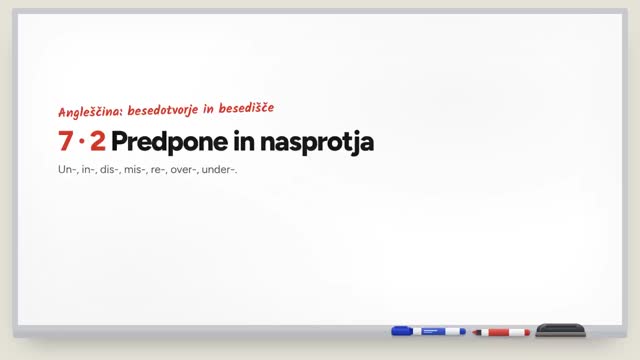 Angleščina: besedotvorje in besedišče
7 · 2 Predpone in nasprotja
Un-, in-, dis-, mis-, re-, over-, under-.